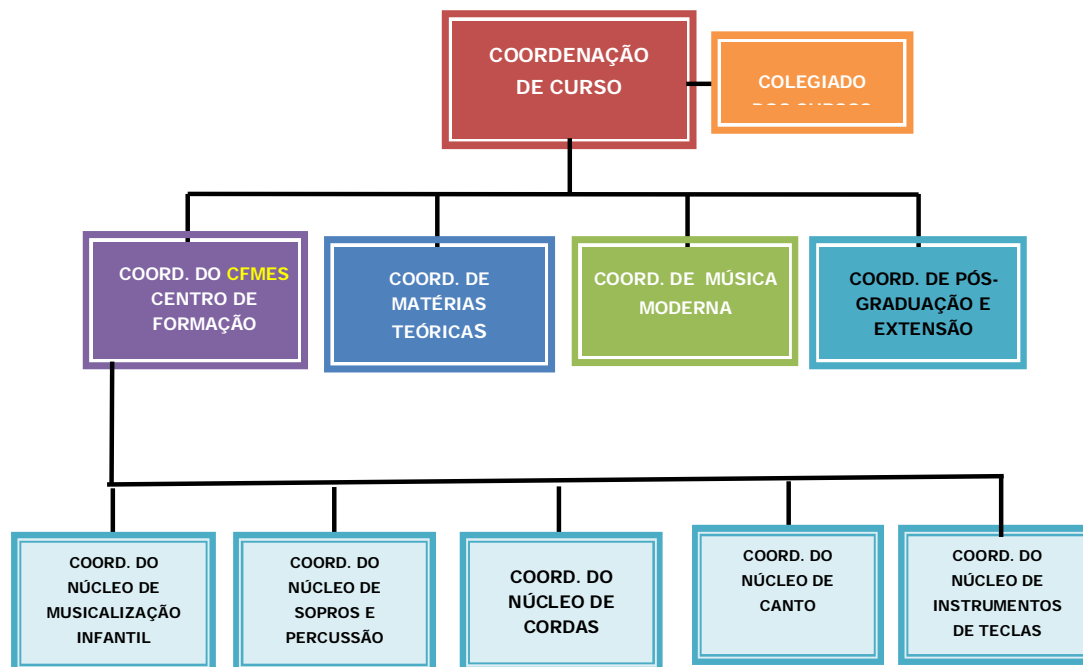 COORDENAÇÃO
DE CURSO
COLEGIADO
COORD. DO CFMES
CENTRO DE
FORMAÇÃO
COORD. DE
MATÉRIAS
TEÓRICAS
COORD. DE MÚSICA
MODERNA
COORD. DE PÓS-
GRADUAÇÃO E
EXTENSÃO
COORD. DO
NÚCLEO DE
MUSICALIZAÇÃO
INFANTIL
COORD. DO
NÚCLEO DE
SOPROS E
PERCUSSÃO
COORD. DO
NÚCLEO DE
CORDAS
COORD. DO
NÚCLEO DE
CANTO
COORD. DO
NÚCLEO DE
INSTRUMENTOS
DE TECLAS